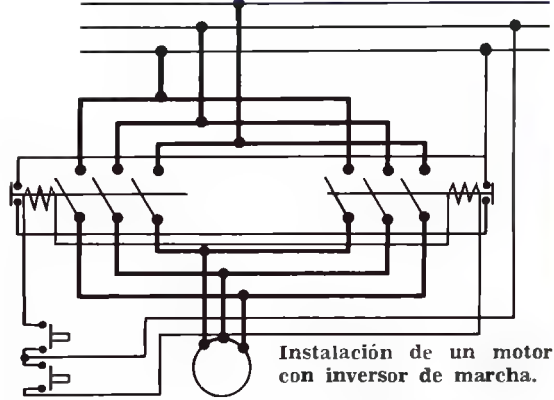 Instalación de un motor
con inversor de marcha.